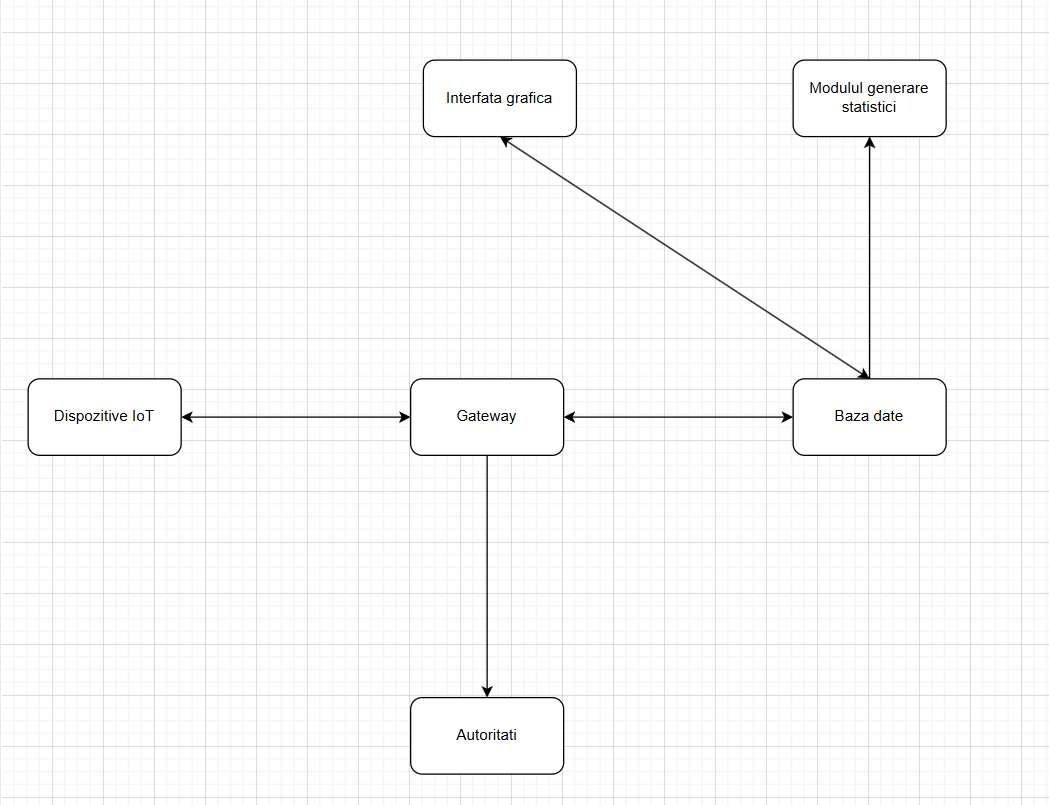 Interfata grafica
Modulul generare
statistici
Dispozitive IoT
Gateway
Baza date
Autoritati